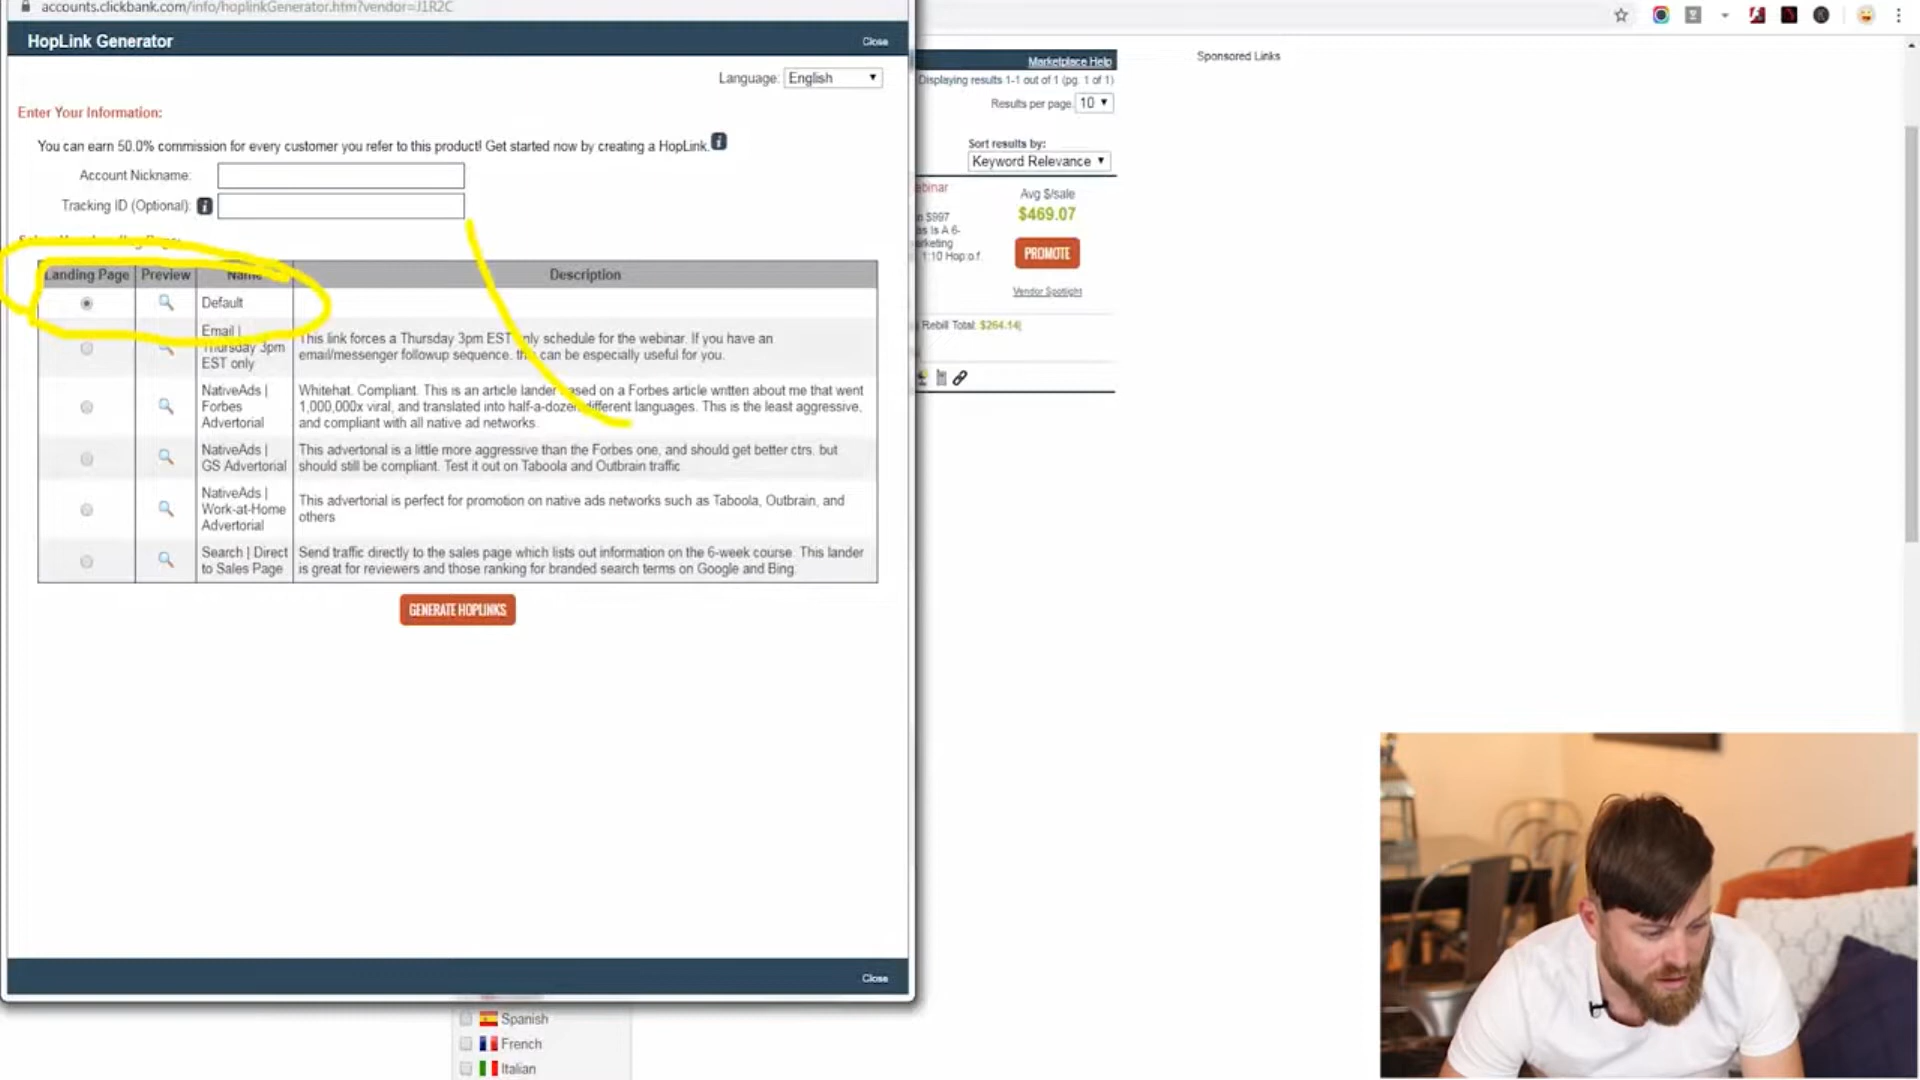 accounts.clickbank.com/info/hoplinkGenerator.htm?vendor=J1R2C
HopLink Generator
Close
Language: English
Enter Your Information:
You can earn 50.0% commission for every customer you refer to this product! Get started now by creating a HopLink.
Account Nickname:
Tracking ID (Optional):
Landing Page Preview Name Description
Default
Email |
Thursday 3pm
EST only
This link forces a Thursday 3pm EST only schedule for the webinar. If you have an
email/messenger followup sequence, this can be especially useful for you.
NativeAds |
Forbes
Advertorial
Whitehat. Compliant. This is an article lander based on a Forbes article written about me that went
1,000,000x viral, and translated into half-a-dozen different languages. This is the least aggressive,
and compliant with all native ad networks.
NativeAds |
GS Advertorial
This advertorial is a little more aggressive than the Forbes one, and should get better ctrs. but
should still be compliant. Test it out on Taboola and Outbrain traffic
NativeAds |
Work-at-Home
Advertorial
This advertorial is perfect for promotion on native ads networks such as Taboola, Outbrain, and
others
Search | Direct
to Sales Page
Send traffic directly to the sales page which lists out information on the 6-week course. This lander
is great for reviewers and those ranking for branded search terms on Google and Bing.
GENERATE HOPLINKS
Close
Spanish
French
Italian
Marketplace Help
Displaying results 1-1 out of 1 (pg. 1 of 1)
Results per page: 10
Sort results by:
Keyword Relevance
ebinar
$997
s Is A 6-
arketing
1:10 Hop:o.f.
Avg $/sale
$469.07
PROMOTE
Vendor Spotlight
Rebill Total: $264.14
Sponsored Links